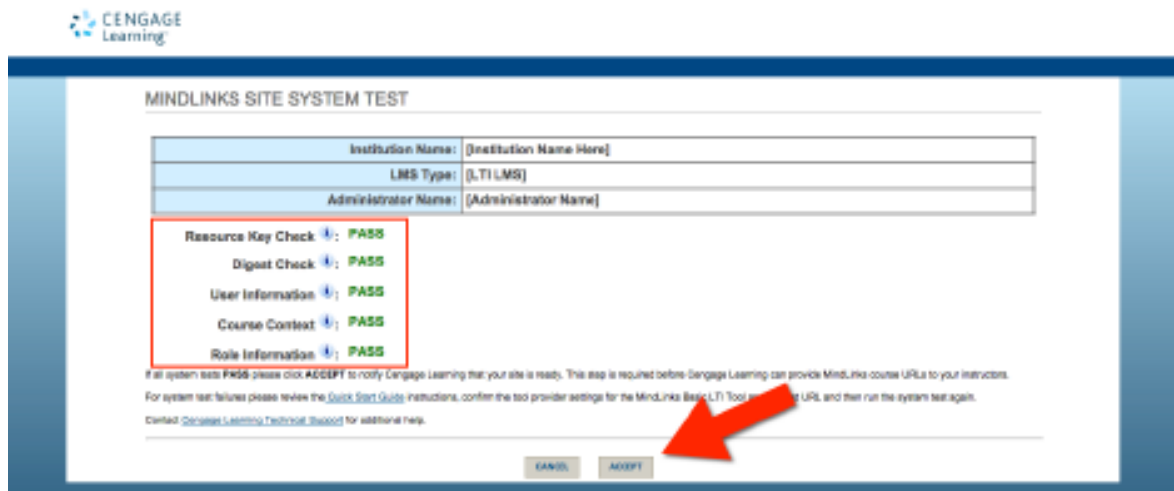 CENGAGE
Learning
MINDLINKS SITE SYSTEM TEST
Institution Name: [Institution Name Here]
LMS Type: [LTI LMS]
Administrator Name: [Administrator Name]
Resource Key Check : PASS
Digest Check : PASS
User Information : PASS
Course Context : PASS
Role Information : PASS
If all system tests PASS please click ACCEPT to notify Cengage Learning that your site is ready. This step is required before Cengage Learning can provide MindLinks course URLs to your instructors.
For system test failures please review the Quick Start Guide instructions, confirm the tool provider settings for the MindLinks Basic LTI Tool URL and then run the system test again.
Contact Cengage Learning Technical Support for additional help.
CANCEL ACCEPT